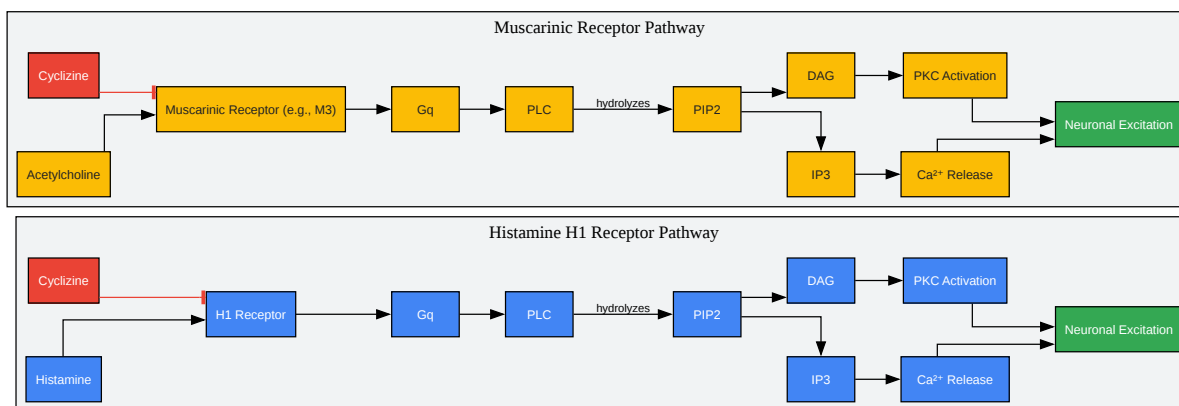 Muscarinic Receptor Pathway
Cyclizine
DAG
PKC Activation
Muscarinic Receptor (e.g., M3)
Gq
PLC
hydrolyzes
PIP2
Neuronal Excitation
Acetylcholine
IP3
Ca²⁺ Release
Histamine H1 Receptor Pathway
Cyclizine
DAG
PKC Activation
H1 Receptor
Gq
PLC
hydrolyzes
PIP2
Neuronal Excitation
Histamine
IP3
Ca²⁺ Release